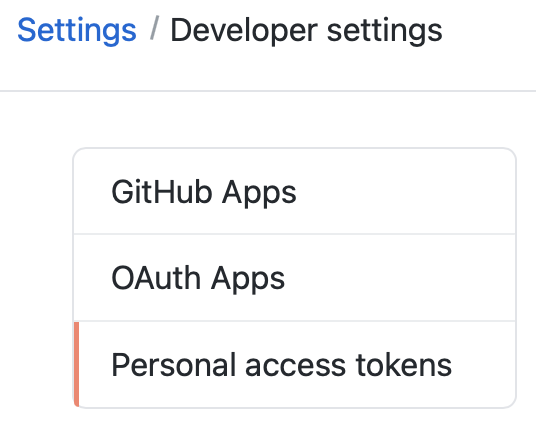 Settings / Developer settings
GitHub Apps
OAuth Apps
Personal access tokens